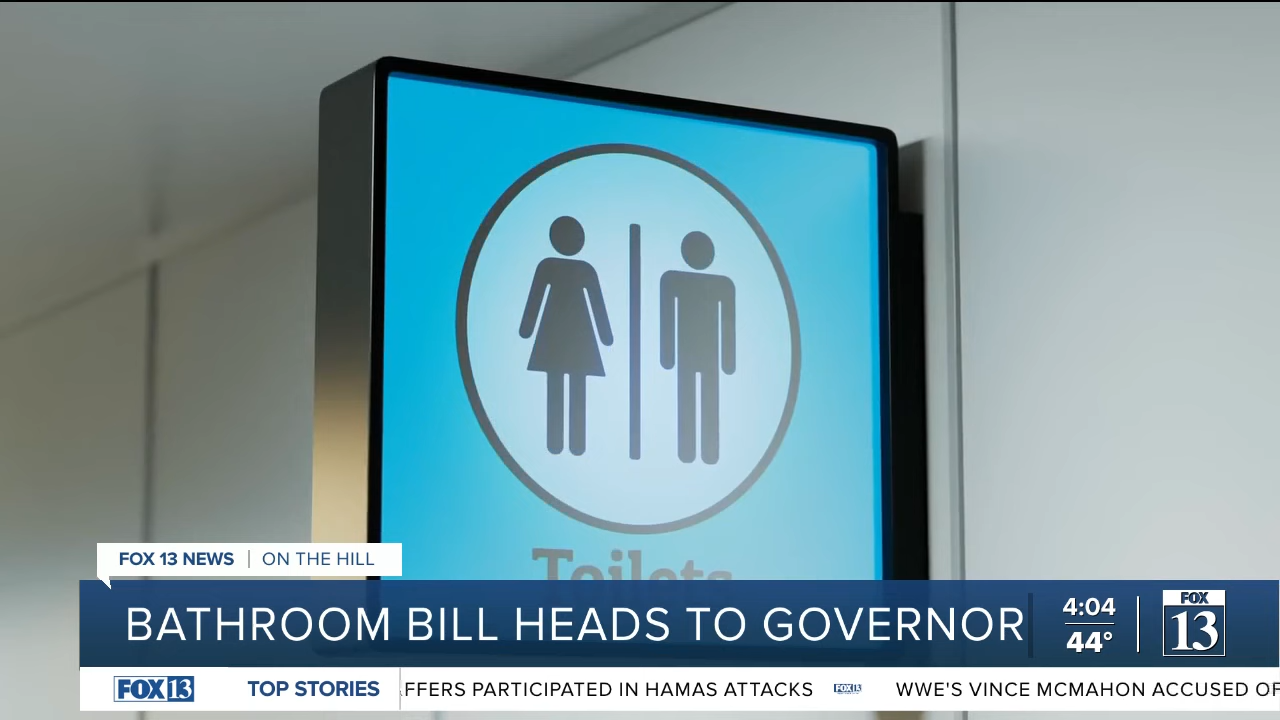 Toilets
FOX 13 NEWS | ON THE HILL
BATHROOM BILL HEADS TO GOVERNOR
4:04
44°
FOX
13
FOX 13
TOP STORIES
FFERS PARTICIPATED IN HAMAS ATTACKS
FOX 13
WWE'S VINCE MCMAHON ACCUSED OF